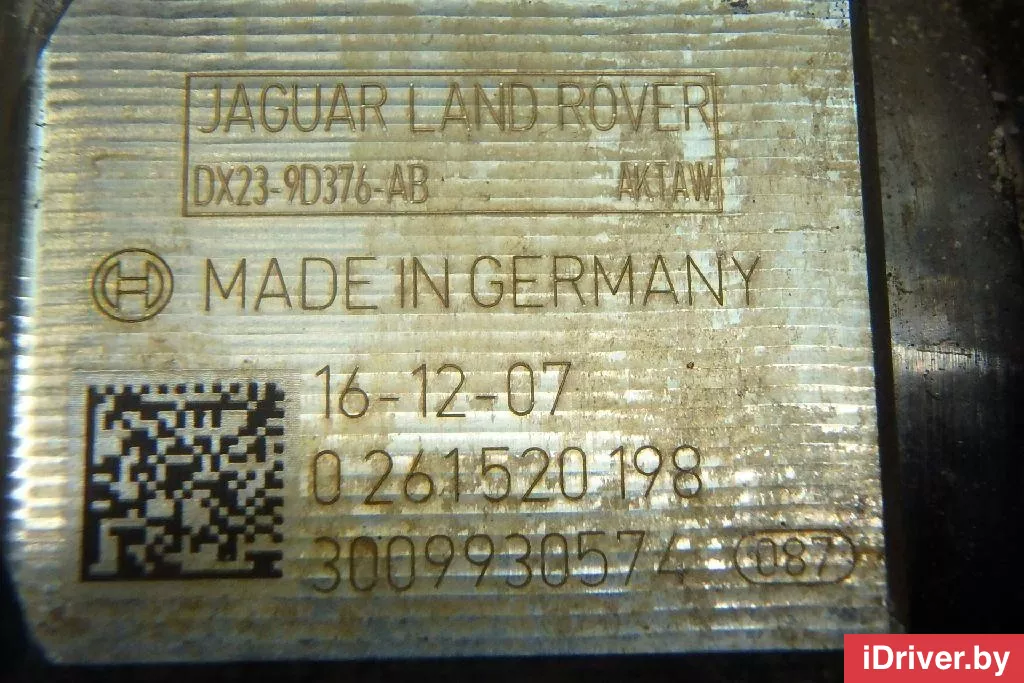 JAGUAR LAND ROVER
DX23-9D376-AB AKTAW
MADE IN GERMANY
16-12-07
0 261 520 198
3009930574 087
iDriver.by